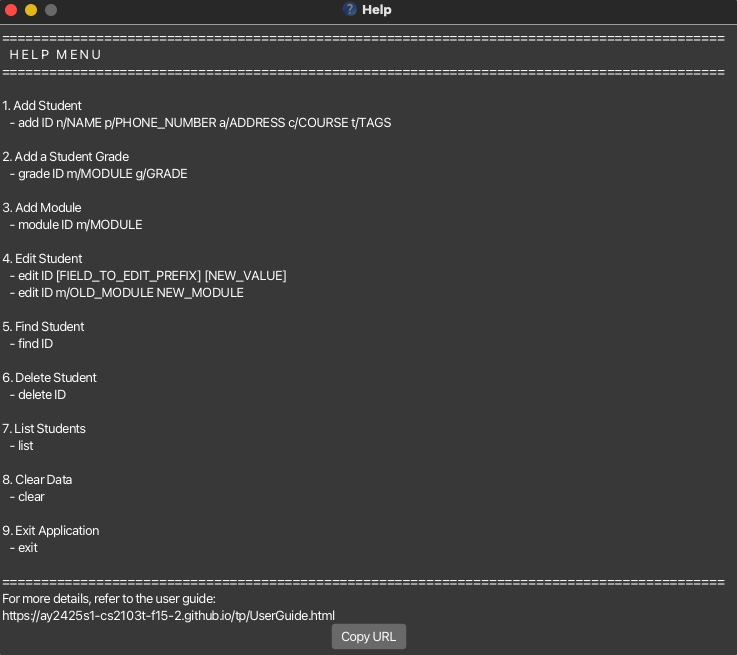 Help
=============================================================================================
HELP MENU
=============================================================================================
1. Add Student
- add ID n/NAME p/PHONE_NUMBER a/ADDRESS c/COURSE t/TAGS
2. Add a Student Grade
- grade ID m/MODULE g/GRADE
3. Add Module
- module ID m/MODULE
4. Edit Student
- edit ID [FIELD_TO_EDIT_PREFIX] [NEW_VALUE]
- edit ID m/OLD_MODULE NEW_MODULE
5. Find Student
- find ID
6. Delete Student
- delete ID
7. List Students
- list
8. Clear Data
- clear
9. Exit Application
- exit
=============================================================================================
For more details, refer to the user guide:
https://ay2425s1-cs2103t-f15-2.github.io/tp/UserGuide.html
Copy URL